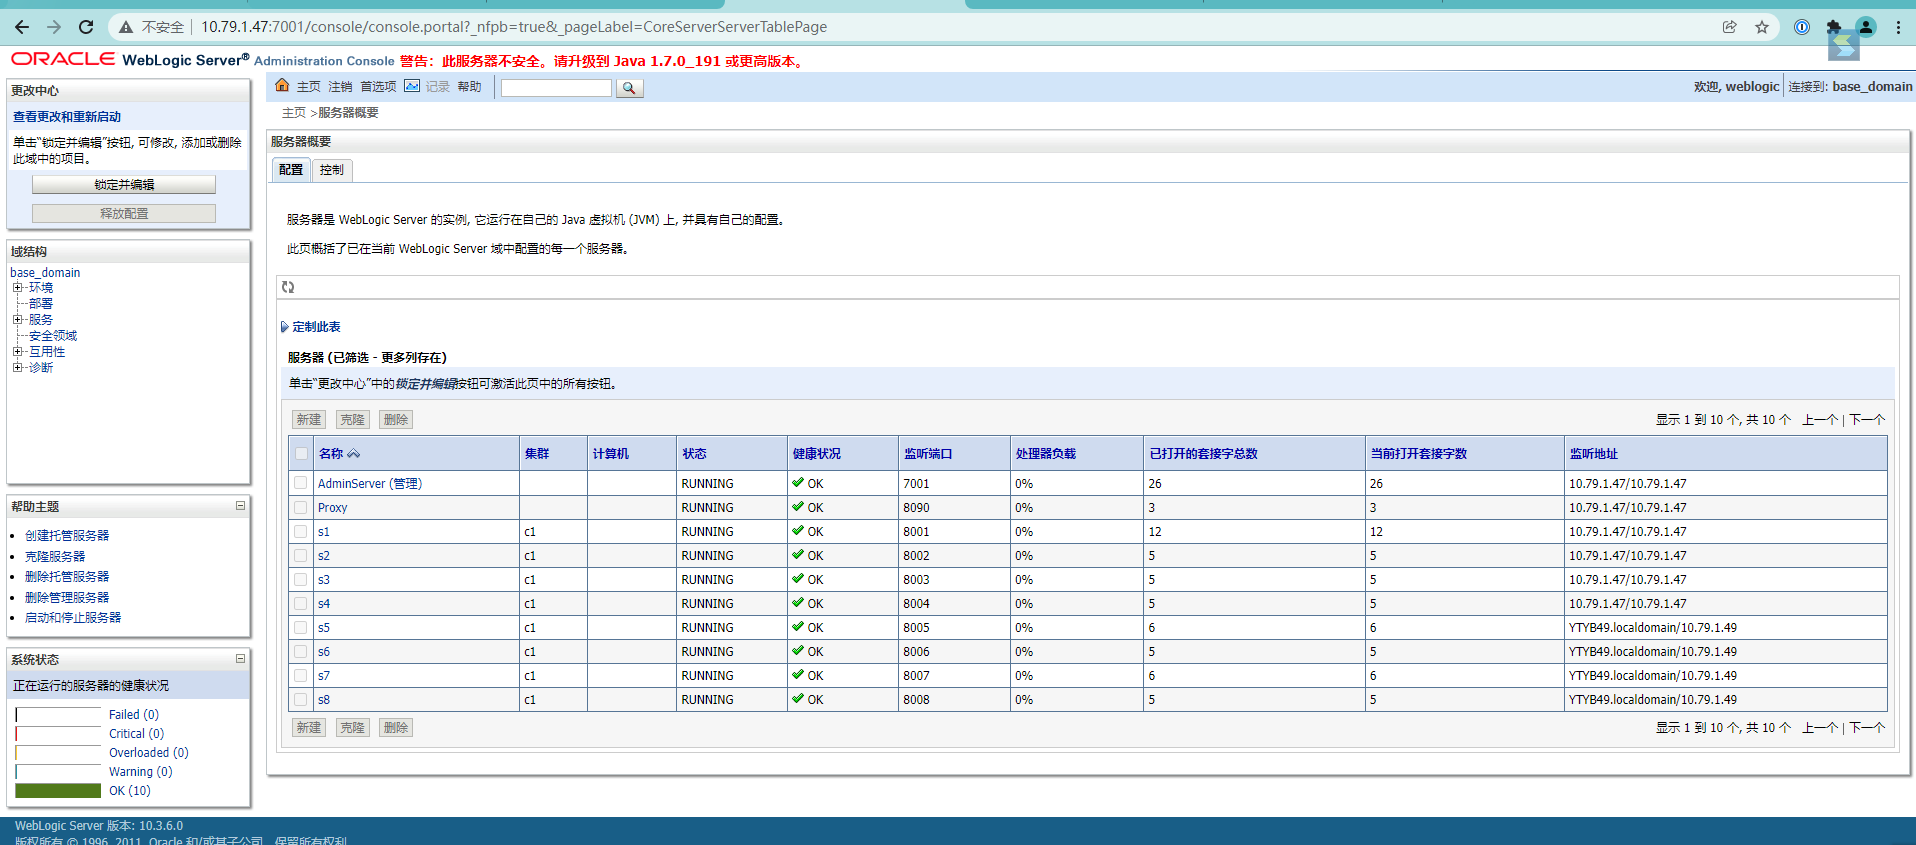 不安全 10.79.1.47:7001/console/console.portal?_nfpb=true&_pageLabel=CoreServerServerTablePage
ORACLE WebLogic Server® Administration Console 警告：此服务器不安全。请升级到 Java 1.7.0_191 或更高版本。
更改中心
查看更改和重新启动
单击“锁定并编辑”按钮, 可修改, 添加或删除
此域中的项目。
锁定并编辑
释放配置
域结构
base_domain
环境
部署
服务
安全领域
互用性
诊断
帮助主题
创建托管服务器
克隆服务器
删除托管服务器
删除管理服务器
启动和停止服务器
系统状态
正在运行的服务器的健康状况
Failed (0)
Critical (0)
Overloaded (0)
Warning (0)
OK (10)
主页 注销 首选项 记录 帮助
欢迎, weblogic 连接到: base_domain
主页 >服务器概要
服务器概要
配置 控制
服务器是 WebLogic Server 的实例, 它运行在自己的 Java 虚拟机 (JVM) 上, 并具有自己的配置。
此页概括了已在当前 WebLogic Server 域中配置的每一个服务器。
定制此表
服务器 (已筛选 - 更多列存在)
单击“更改中心”中的锁定并编辑按钮可激活此页中的所有按钮。
新建 克隆 删除 显示 1 到 10 个, 共 10 个 上一个 | 下一个
名称 集群 计算机 状态 健康状况 监听端口 处理器负载 已打开的套接字总数 当前打开套接字数 监听地址
AdminServer (管理) RUNNING OK 7001 0% 26 26 10.79.1.47/10.79.1.47
Proxy RUNNING OK 8090 0% 3 3 10.79.1.47/10.79.1.47
s1 c1 RUNNING OK 8001 0% 12 12 10.79.1.47/10.79.1.47
s2 c1 RUNNING OK 8002 0% 5 5 10.79.1.47/10.79.1.47
s3 c1 RUNNING OK 8003 0% 5 5 10.79.1.47/10.79.1.47
s4 c1 RUNNING OK 8004 0% 5 5 10.79.1.47/10.79.1.47
s5 c1 RUNNING OK 8005 0% 6 6 YTYB49.localdomain/10.79.1.49
s6 c1 RUNNING OK 8006 0% 5 5 YTYB49.localdomain/10.79.1.49
s7 c1 RUNNING OK 8007 0% 6 6 YTYB49.localdomain/10.79.1.49
s8 c1 RUNNING OK 8008 0% 5 5 YTYB49.localdomain/10.79.1.49
新建 克隆 删除 显示 1 到 10 个, 共 10 个 上一个 | 下一个
WebLogic Server 版本: 10.3.6.0
版权所有 © 1996, 2011, Oracle 和/或其子公司。保留所有权利。